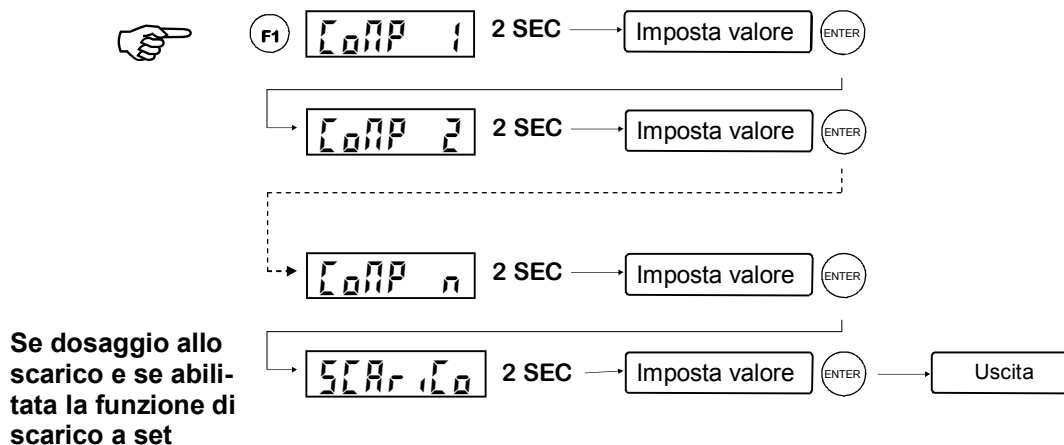 F1 CoMP 1 2 SEC Imposta valore ENTER
CoMP 2 2 SEC Imposta valore ENTER
CoMP n 2 SEC Imposta valore ENTER
SCAriCo 2 SEC Imposta valore ENTER Uscita
Se dosaggio allo
scarico e se abili-
tata la funzione di
scarico a set